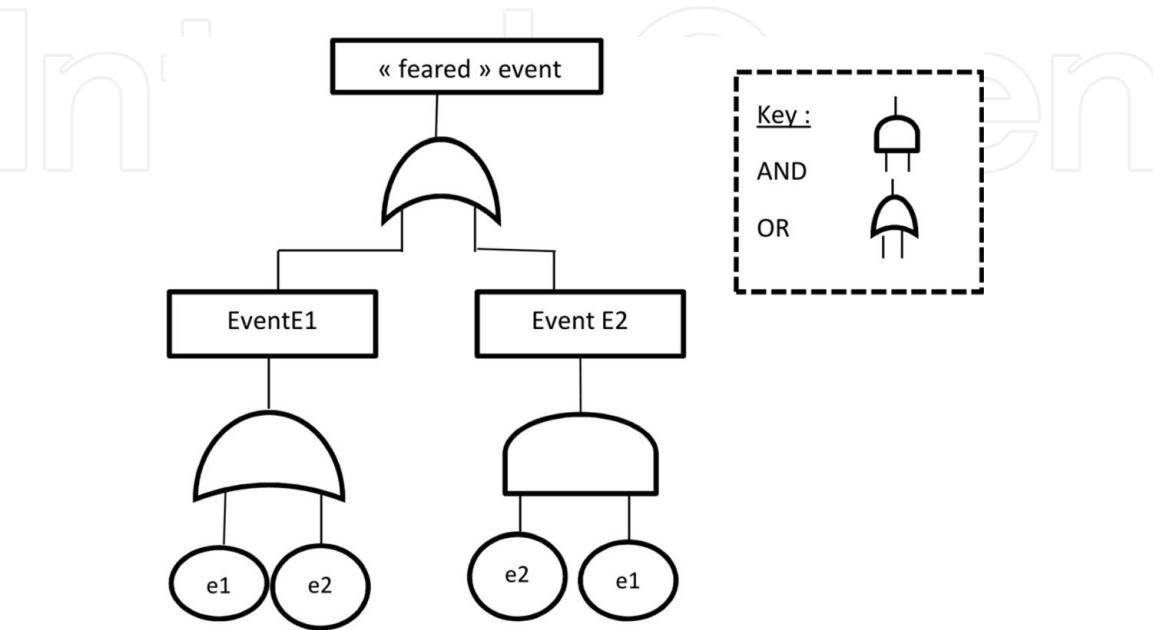 « feared » event
Key :
AND
OR
EventE1
Event E2
e1
e2
e2
e1